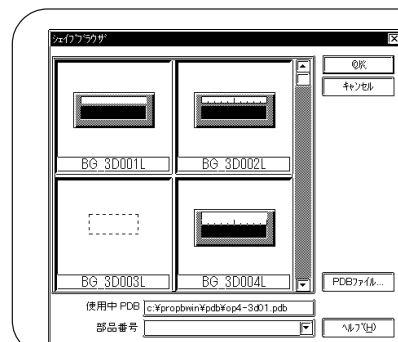 ｼｪｲﾌﾟﾌﾞﾗｳｻﾞ
BG_3D001L
BG_3D002L
OK
ｷｬﾝｾﾙ
BG_3D003L
BG_3D004L
PDBﾌｧｲﾙ...
使用中 PDB
c:¥propbwin¥pdb¥op4-3d01.pdb
部品番号
ﾍﾙﾌﾟ(H)